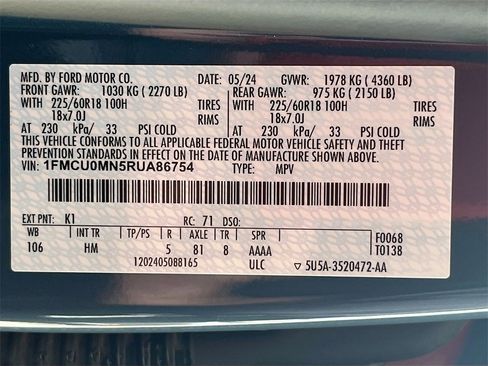 MFD. BY FORD MOTOR CO. DATE: 05/24 GVWR: 1978 KG ( 4360 LB)
FRONT GAWR: 1030 KG ( 2270 LB) REAR GAWR: 975 KG ( 2150 LB)
WITH 225/60R18 100H TIRES WITH 225/60R18 100H TIRES
18x7.0J RIMS 18x7.0J RIMS
AT 230 kPa/ 33 PSI COLD AT 230 kPa/ 33 PSI COLD
THIS VEHICLE CONFORMS TO ALL APPLICABLE FEDERAL MOTOR VEHICLE SAFETY, BUMPER,
AND THEFT PREVENTION STANDARDS IN EFFECT ON THE DATE OF MANUFACTURE SHOWN ABOVE.
VIN: 1FMCU0MN5RUA86754 TYPE: MPV
EXT PNT: K1 RC: 71 DSO:
WB INT TR TP/PS R AXLE TR SPR F0068
106 HM 5 81 8 AAAA T0138
1202405088165 ULC ▽ 5U5A-3520472-AA